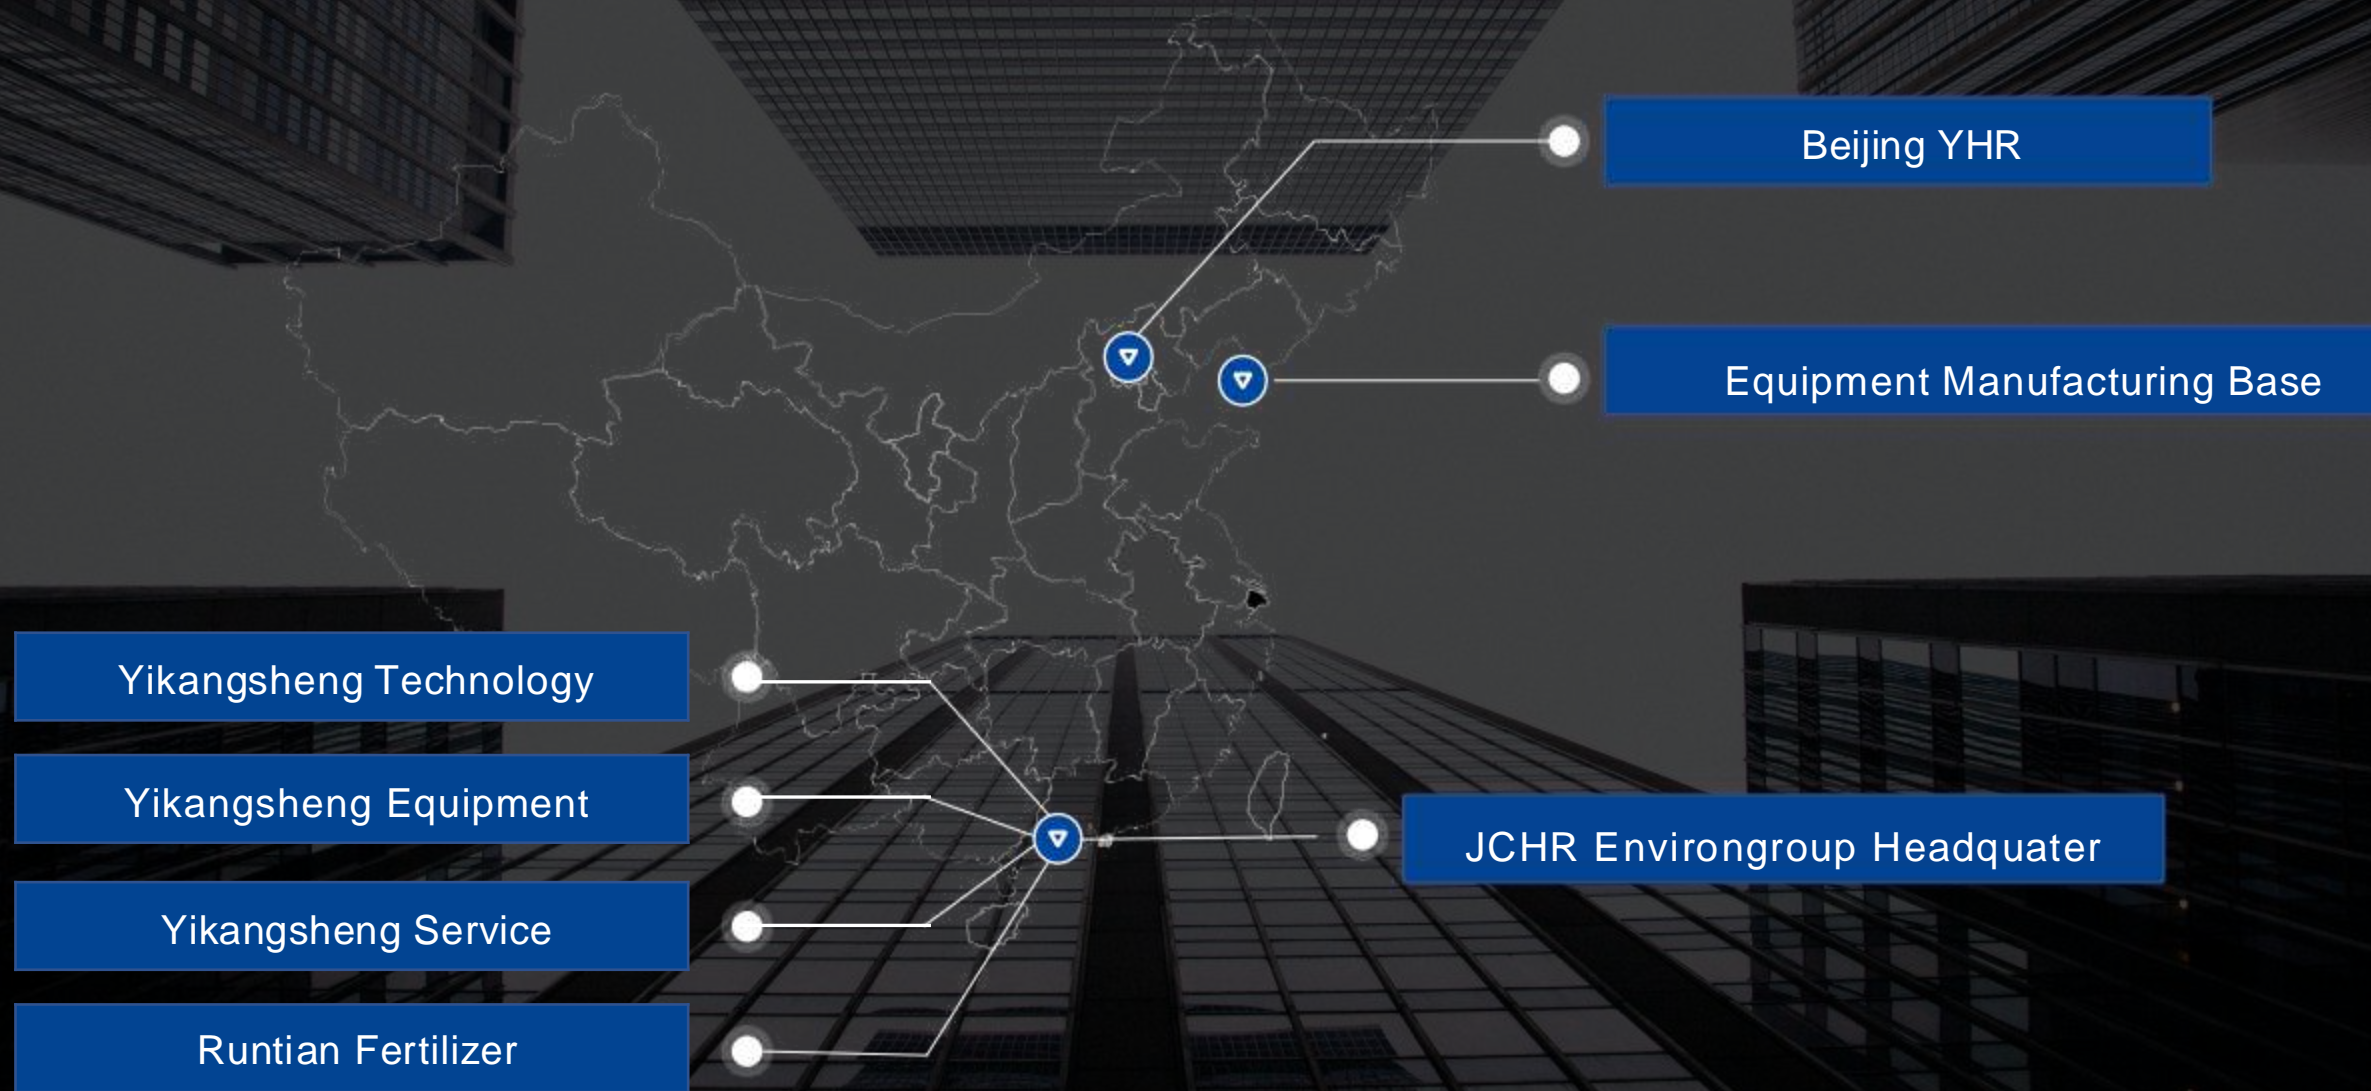 Beijing YHR
Equipment Manufacturing Base
Yikangsheng Technology
Yikangsheng Equipment
JCHR Environgroup Headquater
Yikangsheng Service
Runtian Fertilizer